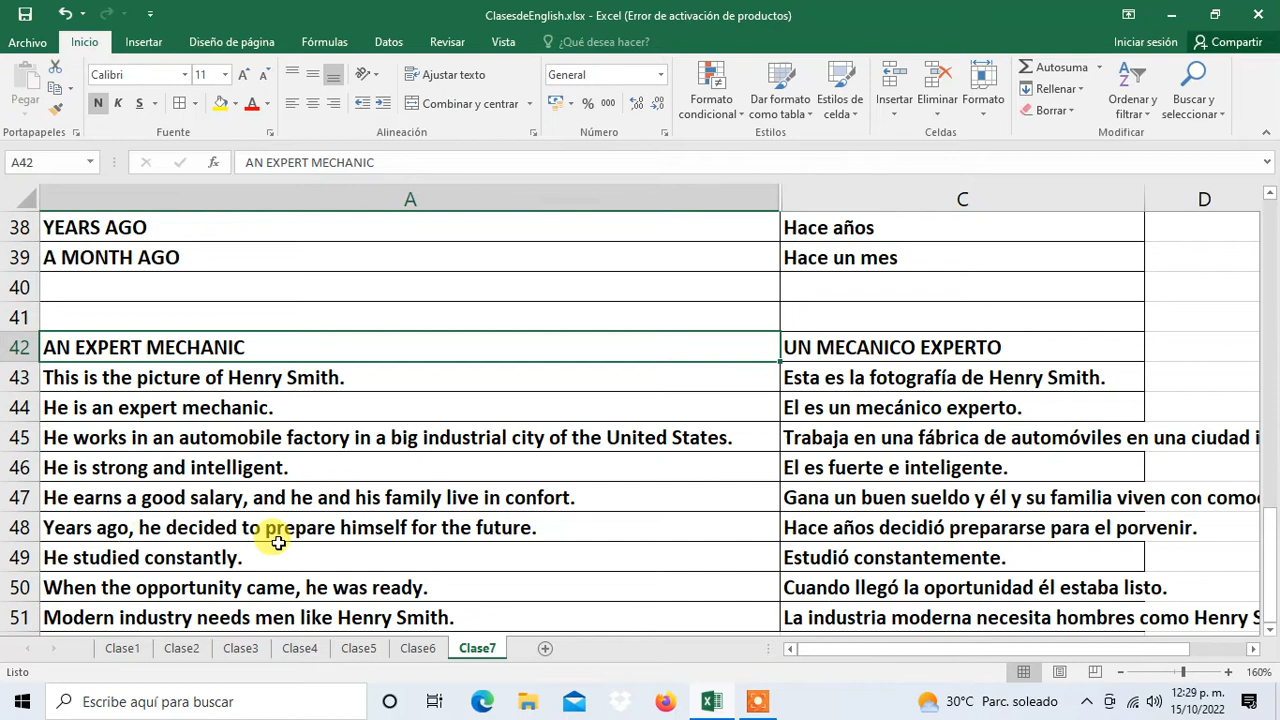 ClasesdeEnglish.xlsx - Excel (Error de activación de productos)
Archivo Inicio Insertar Diseño de página Fórmulas Datos Revisar Vista ¿Qué desea hacer? Iniciar sesión Compartir
Pegar
Portapapeles
Calibri 11
N K S
Fuente
Ajustar texto
Combinar y centrar
Alineación
General
% 000
Número
Formato condicional
Dar formato como tabla
Estilos de celda
Estilos
Insertar
Eliminar
Formato
Celdas
Autosuma
Rellenar
Borrar
Ordenar y filtrar
Buscar y seleccionar
Modificar
A42 fx AN EXPERT MECHANIC
A C D
38 YEARS AGO Hace años
39 A MONTH AGO Hace un mes
40
41
42 AN EXPERT MECHANIC UN MECANICO EXPERTO
43 This is the picture of Henry Smith. Esta es la fotografía de Henry Smith.
44 He is an expert mechanic. El es un mecánico experto.
45 He works in an automobile factory in a big industrial city of the United States. Trabaja en una fábrica de automóviles en una ciudad i
46 He is strong and intelligent. El es fuerte e inteligente.
47 He earns a good salary, and he and his family live in confort. Gana un buen sueldo y él y su familia viven con como
48 Years ago, he decided to prepare himself for the future. Hace años decidió prepararse para el porvenir.
49 He studied constantly. Estudió constantemente.
50 When the opportunity came, he was ready. Cuando llegó la oportunidad él estaba listo.
51 Modern industry needs men like Henry Smith. La industria moderna necesita hombres como Henry S
Clase1 Clase2 Clase3 Clase4 Clase5 Clase6 Clase7
Listo 160%
Escribe aquí para buscar
30°C Parc. soleado
12:29 p. m.
15/10/2022